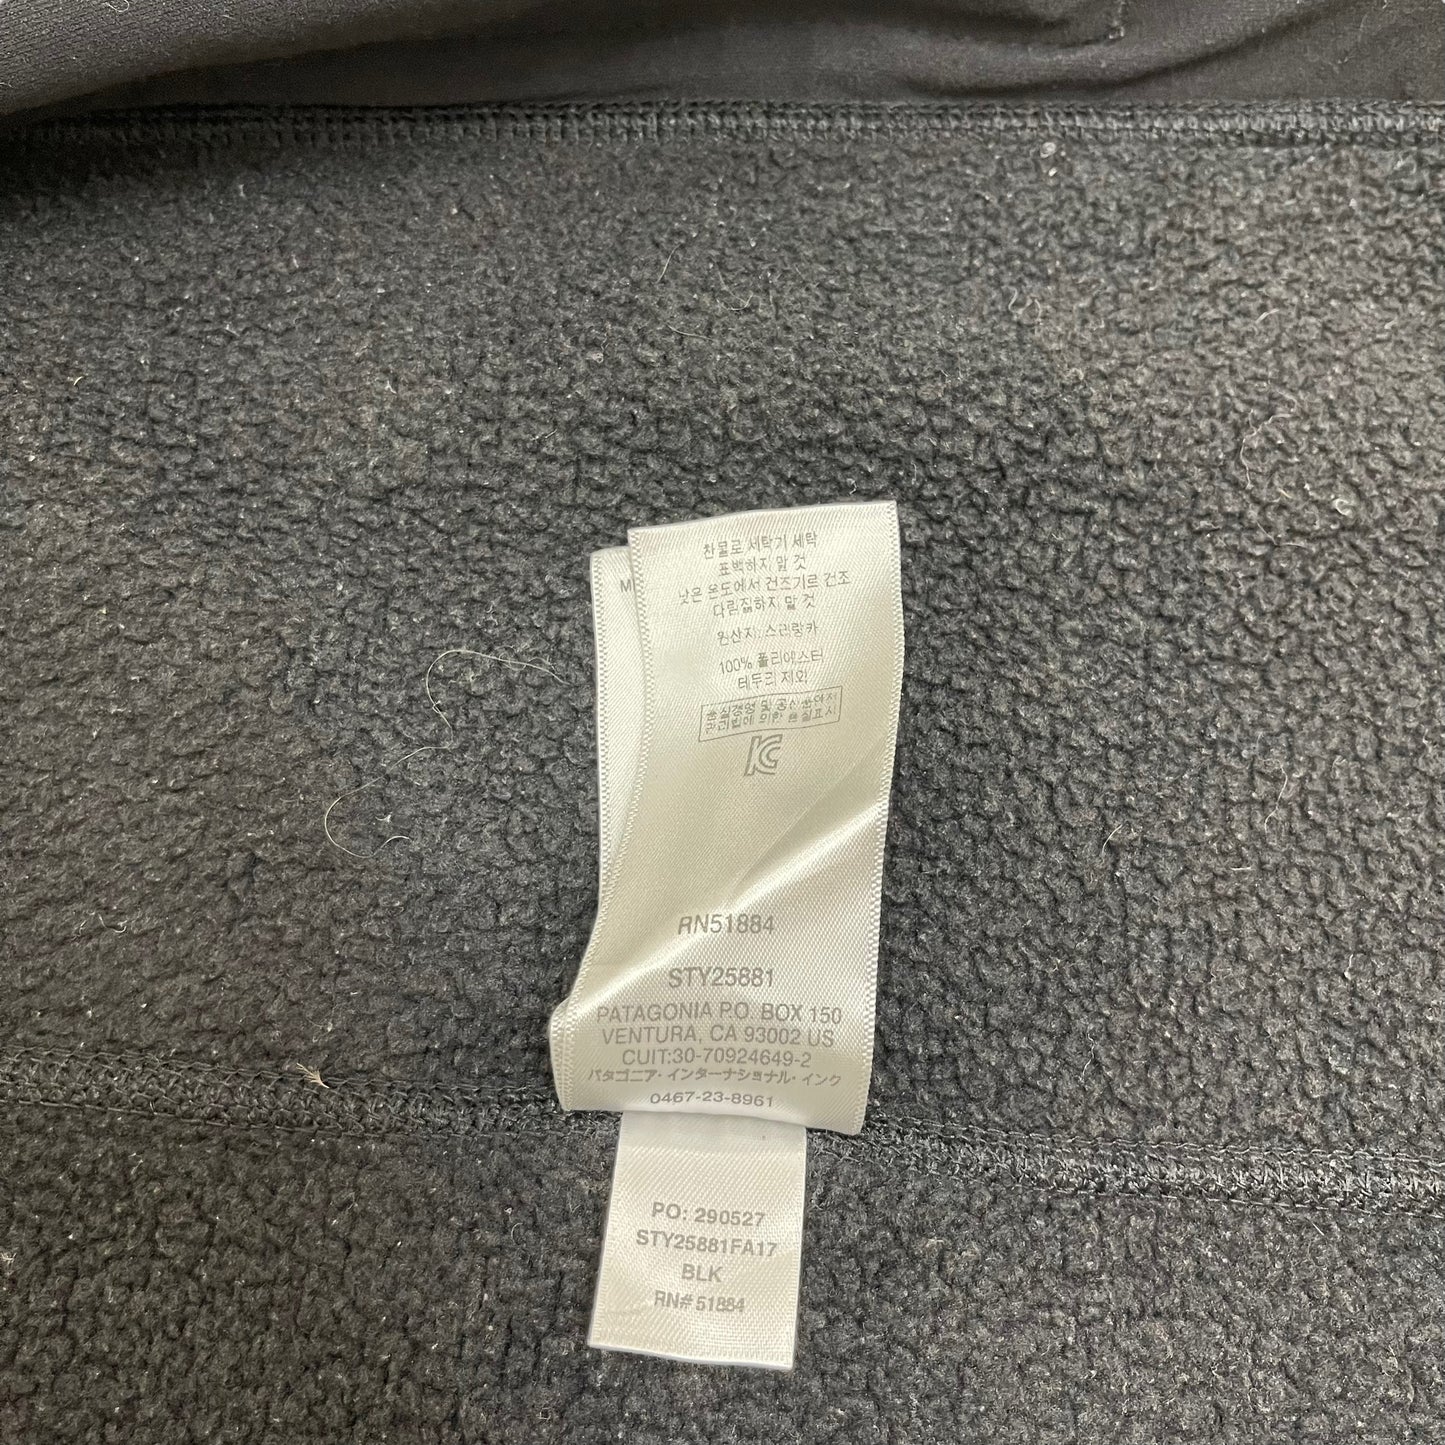 찬물로 세탁기 세탁
표백하지 말 것
낮은 온도에서 건조기로 건조
다림질하지 말 것
원산지: 스리랑카
100% 폴리에스터
테두리 제외
RN51884
STY25881
PATAGONIA P.O. BOX 150
VENTURA, CA 93002 US
CUIT:30-70924649-2
パタゴニア・インターナショナル・インク
0467-23-8961
PO: 290527
STY25881FA17
BLK
RN# 51884